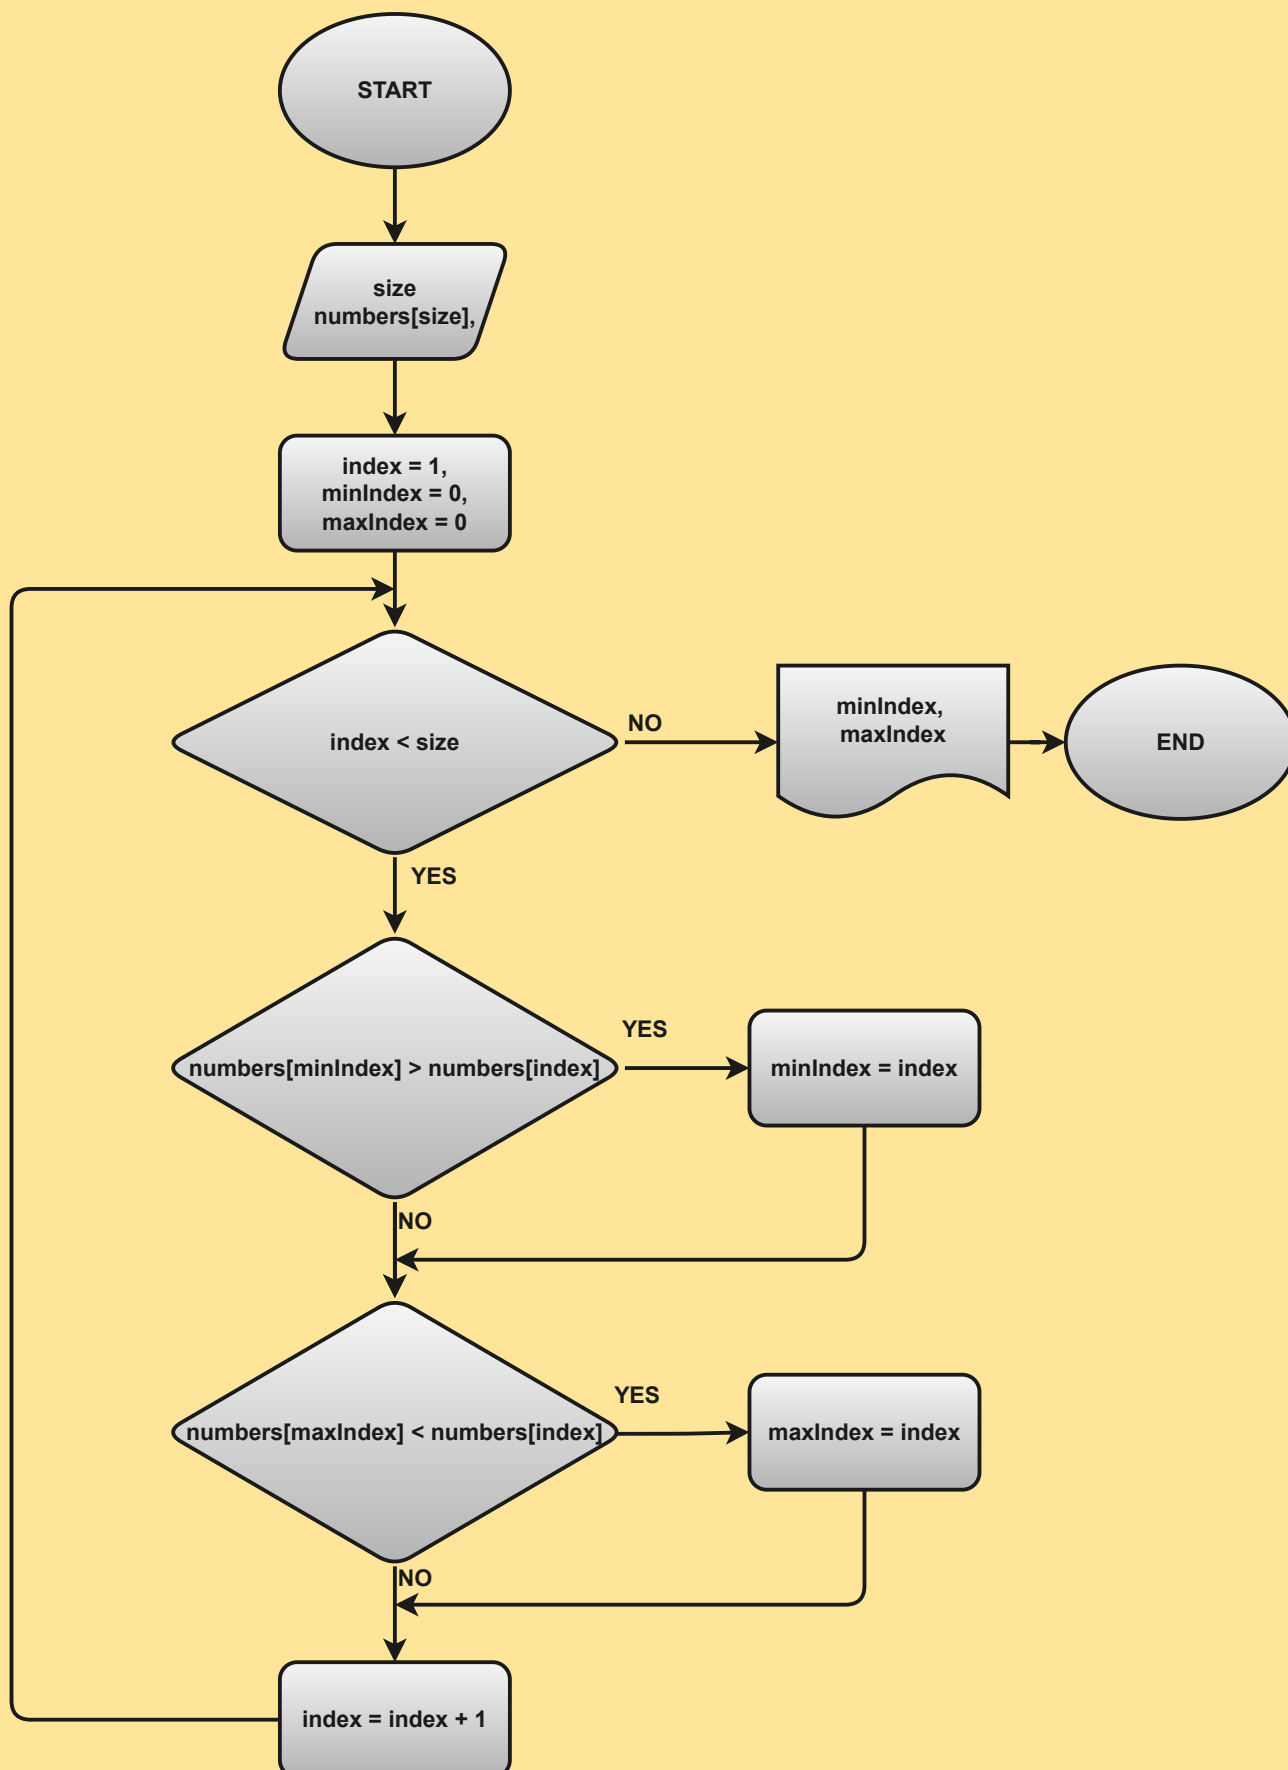 START
size
numbers[size],
index = 1,
minIndex = 0,
maxIndex = 0
index < size
NO
minIndex,
maxIndex
END
YES
numbers[minIndex] > numbers[index]
YES
minIndex = index
NO
numbers[maxIndex] < numbers[index]
YES
maxIndex = index
NO
index = index + 1